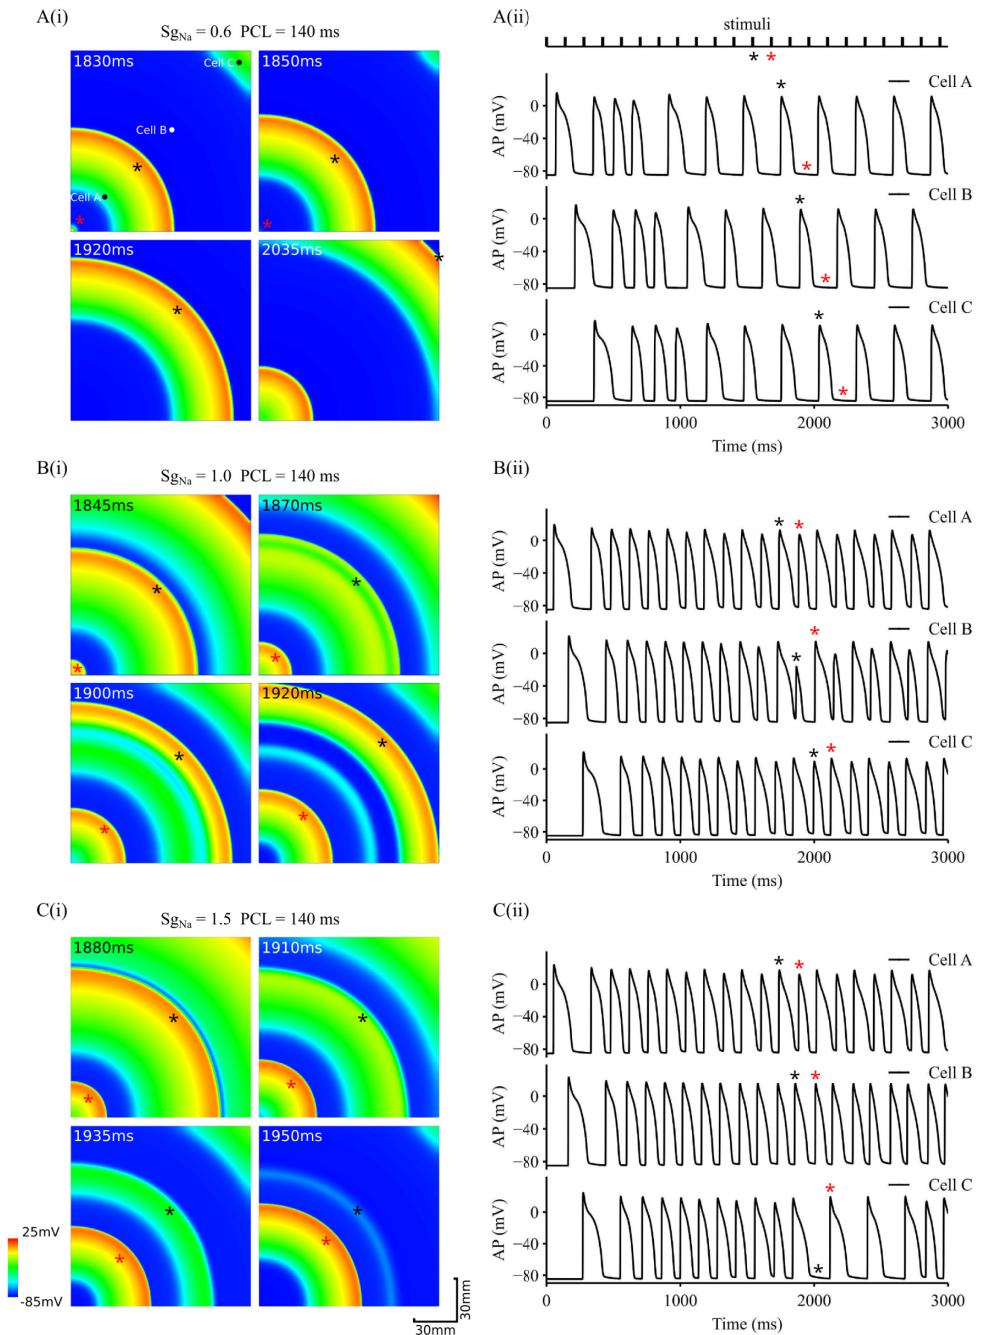 A(i)
Sg_Na = 0.6 PCL = 140 ms
1830ms
Cell C
Cell B
Cell A
*
*
1850ms
*
*
1920ms
*
2035ms
*
A(ii)
stimuli
* *
Cell A
AP (mV)
0
−40
−80
*
*
Cell B
AP (mV)
0
−40
−80
*
*
Cell C
AP (mV)
0
−40
−80
*
*
0 1000 2000 3000
Time (ms)
B(i)
Sg_Na = 1.0 PCL = 140 ms
1845ms
*
*
1870ms
*
*
1900ms
*
*
1920ms
*
*
B(ii)
Cell A
AP (mV)
0
−40
−80
* *
Cell B
AP (mV)
0
−40
−80
*
*
Cell C
AP (mV)
0
−40
−80
* *
0 1000 2000 3000
Time (ms)
C(i)
Sg_Na = 1.5 PCL = 140 ms
1880ms
*
*
1910ms
*
*
1935ms
*
*
1950ms
*
*
25mV
-85mV
30mm
30mm
C(ii)
Cell A
AP (mV)
0
−40
−80
* *
Cell B
AP (mV)
0
−40
−80
* *
Cell C
AP (mV)
0
−40
−80
*
*
0 1000 2000 3000
Time (ms)